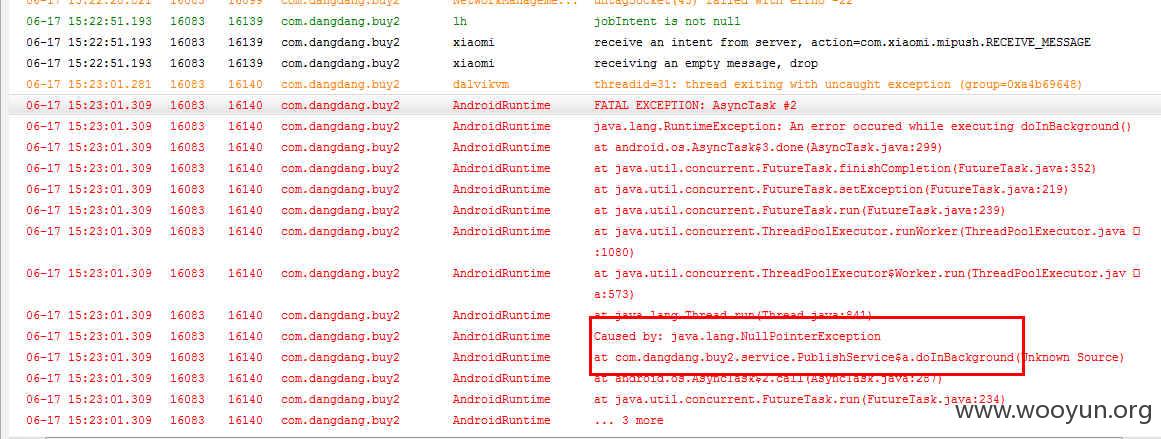 06-17 15:22:51.193 16083 16139 com.dangdang.buy2 lh jobIntent is not null
06-17 15:22:51.193 16083 16139 com.dangdang.buy2 xiaomi receive an intent from server, action=com.xiaomi.mipush.RECEIVE_MESSAGE
06-17 15:22:51.193 16083 16139 com.dangdang.buy2 xiaomi receiving an empty message, drop
06-17 15:23:01.281 16083 16140 com.dangdang.buy2 dalvikvm threadid=31: thread exiting with uncaught exception (group=0xa4b69648)
06-17 15:23:01.309 16083 16140 com.dangdang.buy2 AndroidRuntime FATAL EXCEPTION: AsyncTask #2
06-17 15:23:01.309 16083 16140 com.dangdang.buy2 AndroidRuntime java.lang.RuntimeException: An error occured while executing doInBackground()
06-17 15:23:01.309 16083 16140 com.dangdang.buy2 AndroidRuntime at android.os.AsyncTask$3.done(AsyncTask.java:299)
06-17 15:23:01.309 16083 16140 com.dangdang.buy2 AndroidRuntime at java.util.concurrent.FutureTask.finishCompletion(FutureTask.java:352)
06-17 15:23:01.309 16083 16140 com.dangdang.buy2 AndroidRuntime at java.util.concurrent.FutureTask.setException(FutureTask.java:219)
06-17 15:23:01.309 16083 16140 com.dangdang.buy2 AndroidRuntime at java.util.concurrent.FutureTask.run(FutureTask.java:239)
06-17 15:23:01.309 16083 16140 com.dangdang.buy2 AndroidRuntime at java.util.concurrent.ThreadPoolExecutor.runWorker(ThreadPoolExecutor.java
:1080)
06-17 15:23:01.309 16083 16140 com.dangdang.buy2 AndroidRuntime at java.util.concurrent.ThreadPoolExecutor$Worker.run(ThreadPoolExecutor.jav
a:573)
06-17 15:23:01.309 16083 16140 com.dangdang.buy2 AndroidRuntime at java.lang.Thread.run(Thread.java:841)
06-17 15:23:01.309 16083 16140 com.dangdang.buy2 AndroidRuntime Caused by: java.lang.NullPointerException
06-17 15:23:01.309 16083 16140 com.dangdang.buy2 AndroidRuntime at com.dangdang.buy2.service.PublishService$a.doInBackground(Unknown Source)
06-17 15:23:01.309 16083 16140 com.dangdang.buy2 AndroidRuntime at android.os.AsyncTask$2.call(AsyncTask.java:287)
06-17 15:23:01.309 16083 16140 com.dangdang.buy2 AndroidRuntime at java.util.concurrent.FutureTask.run(FutureTask.java:234)
06-17 15:23:01.309 16083 16140 com.dangdang.buy2 AndroidRuntime ... 3 more
www.wooyun.org